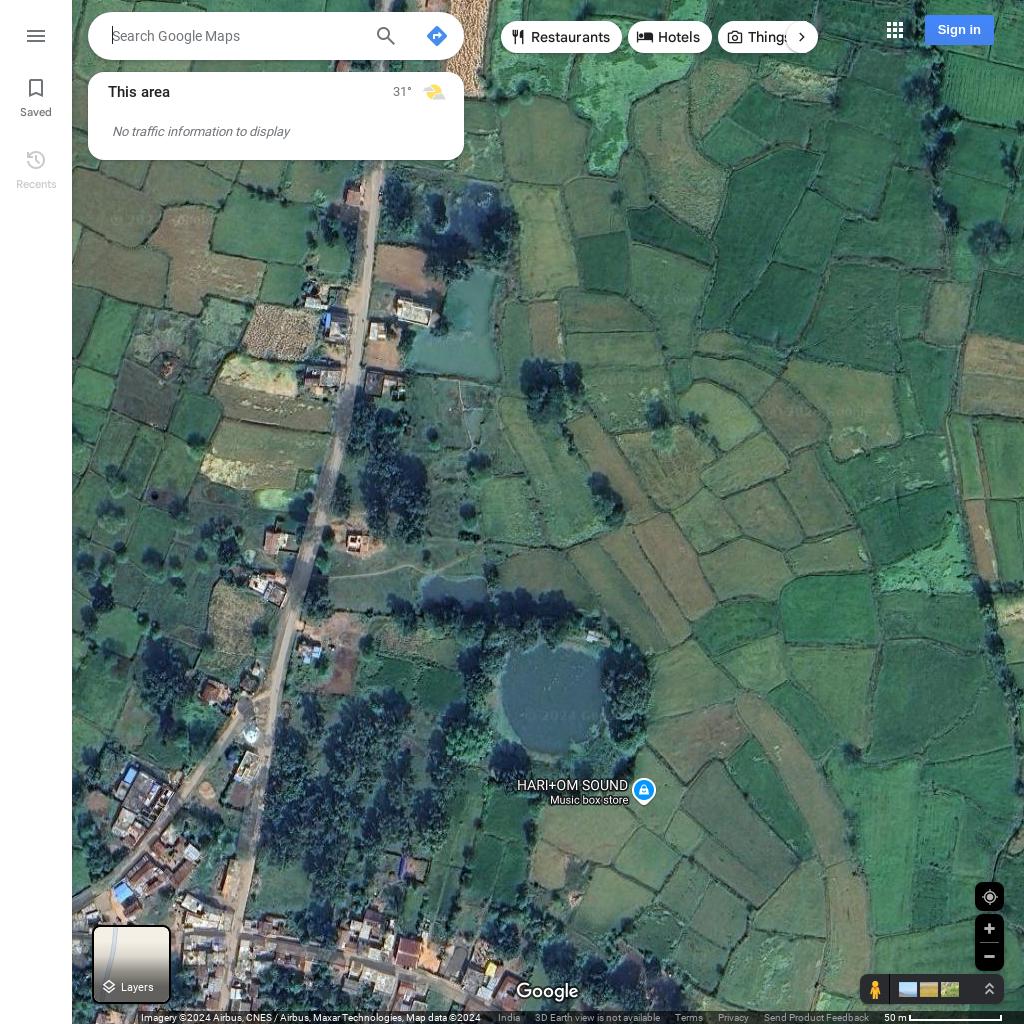 Search Google Maps
Restaurants
Hotels
Things
Sign in
This area
31°
No traffic information to display
Saved
Recents
HARI+OM SOUND
Music box store
Layers
Google
Imagery ©2024 Airbus, CNES / Airbus, Maxar Technologies, Map data ©2024
India
3D Earth view is not available
Terms
Privacy
Send Product Feedback
50 m